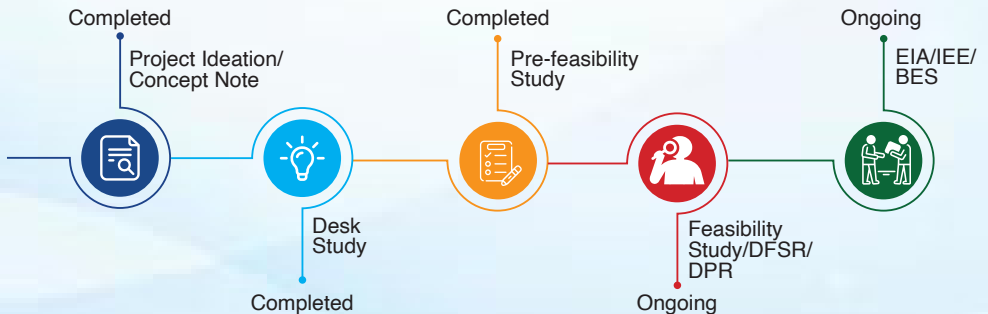 Completed
Project Ideation/
Concept Note
Desk
Study
Completed
Completed
Pre-feasibility
Study
Feasibility
Study/DFSR/
DPR
Ongoing
Ongoing
EIA/IEE/
BES